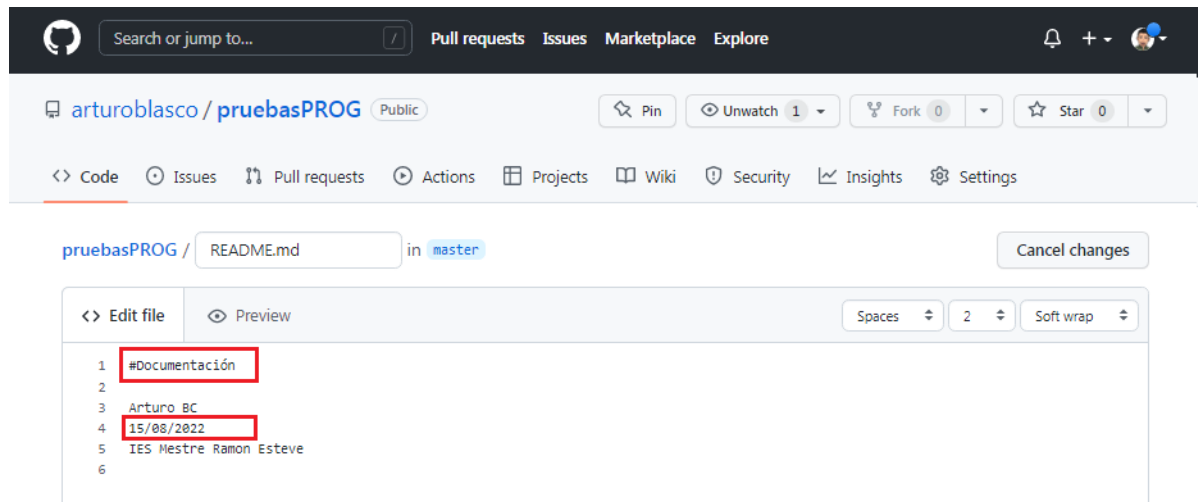 Search or jump to... / Pull requests Issues Marketplace Explore
arturoblasco / pruebasPROG Public Pin Unwatch 1 Fork 0 Star 0
Code Issues Pull requests Actions Projects Wiki Security Insights Settings
pruebasPROG / README.md in master Cancel changes
Edit file Preview Spaces 2 Soft wrap
1 #Documentación
2
3 Arturo BC
4 15/08/2022
5 IES Mestre Ramon Esteve
6